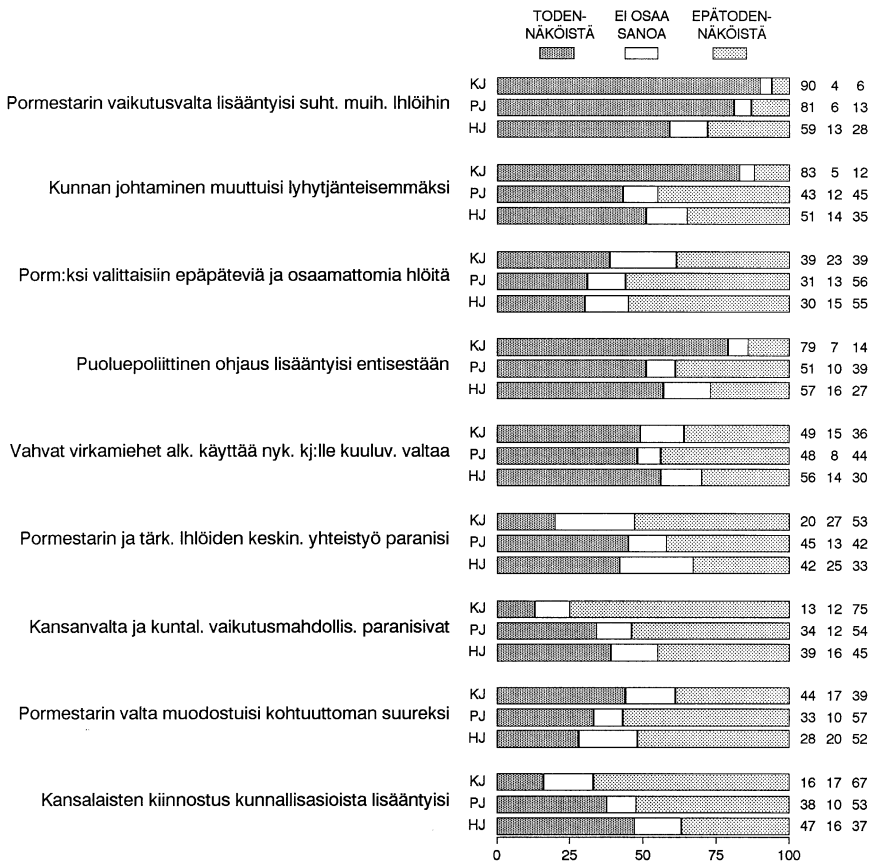 TODEN- EI OSAA EPÄTODEN-
NÄKÖISTÄ SANOA NÄKÖISTÄ
KJ 90 4 6
Pormestarin vaikutusvalta lisääntyisi suht. muih. lhlöihin PJ 81 6 13
HJ 59 13 28
KJ 83 5 12
Kunnan johtaminen muuttuisi lyhytjänteisemmäksi PJ 43 12 45
HJ 51 14 35
KJ 39 23 39
Porm:ksi valittaisiin epäpäteviä ja osaamattomia hlöitä PJ 31 13 56
HJ 30 15 55
KJ 79 7 14
Puoluepoliittinen ohjaus lisääntyisi entisestään PJ 51 10 39
HJ 57 16 27
KJ 49 15 36
Vahvat virkamiehet alk. käyttää nyk. kj:lle kuuluv. valtaa PJ 48 8 44
HJ 56 14 30
KJ 20 27 53
Pormestarin ja tärk. lhlöiden keskin. yhteistyö paranisi PJ 45 13 42
HJ 42 25 33
KJ 13 12 75
Kansanvalta ja kuntal. vaikutusmahdollis. paranisivat PJ 34 12 54
HJ 39 16 45
KJ 44 17 39
Pormestarin valta muodostuisi kohtuuttoman suureksi PJ 33 10 57
HJ 28 20 52
KJ 16 17 67
Kansalaisten kiinnostus kunnallisasioista lisääntyisi PJ 38 10 53
HJ 47 16 37
0 25 50 75 100